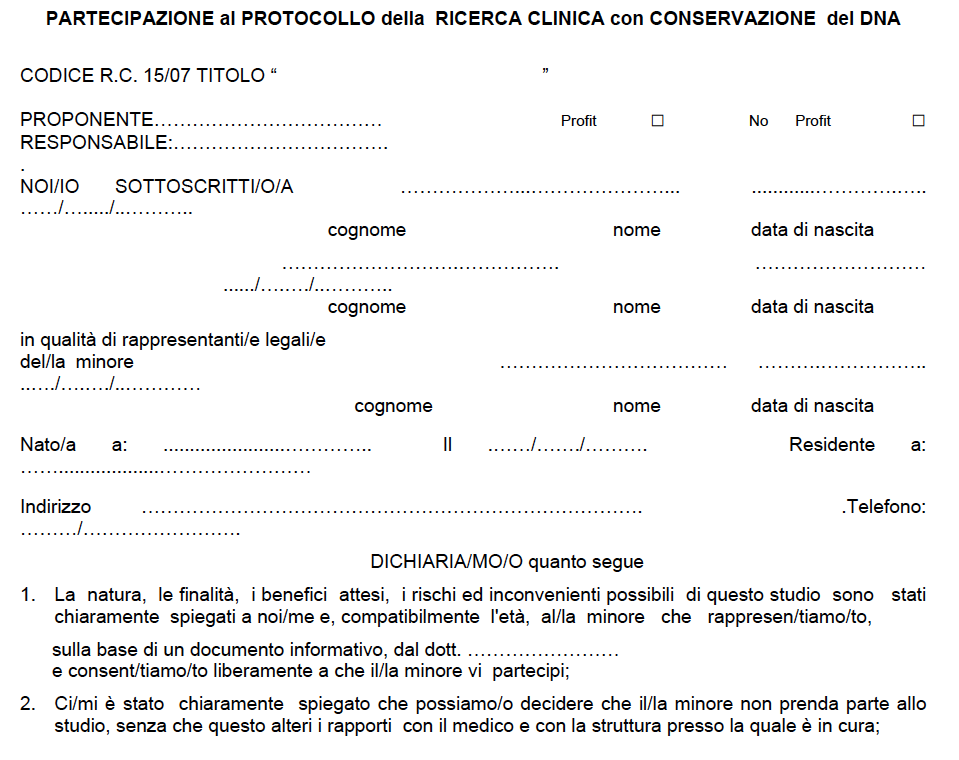 PARTECIPAZIONE al PROTOCOLLO della RICERCA CLINICA con CONSERVAZIONE del DNA
CODICE R.C. 15/07 TITOLO “ ”
PROPONENTE……………………………… Profit ☐ No Profit ☐
RESPONSABILE:…………………………….
.
NOI/IO SOTTOSCRITTI/O/A ………………...…………………... ............………….…..
……/…...../..………..
cognome nome data di nascita
……………………….……………. ………………………
....../…….…/..………..
cognome nome data di nascita
in qualità di rappresentanti/e legali/e
del/la minore ……………………………… ……….……………..
..…./…….…/..…………
cognome nome data di nascita
Nato/a a: .......................………….. Il ……./……./………. Residente a:
……...................……………………
Indirizzo ……………………………………………………………………. .Telefono:
………/…………………….
DICHIARIA/MO/O quanto segue
1. La natura, le finalità, i benefici attesi, i rischi ed inconvenienti possibili di questo studio sono stati
chiaramente spiegati a noi/me e, compatibilmente l'età, al/la minore che rappresen/tiamo/to,
sulla base di un documento informativo, dal dott. ……………………
e consent/tiamo/to liberamente a che il/la minore vi partecipi;
2. Ci/mi è stato chiaramente spiegato che possiamo/o decidere che il/la minore non prenda parte allo
studio, senza che questo alteri i rapporti con il medico e con la struttura presso la quale è in cura;